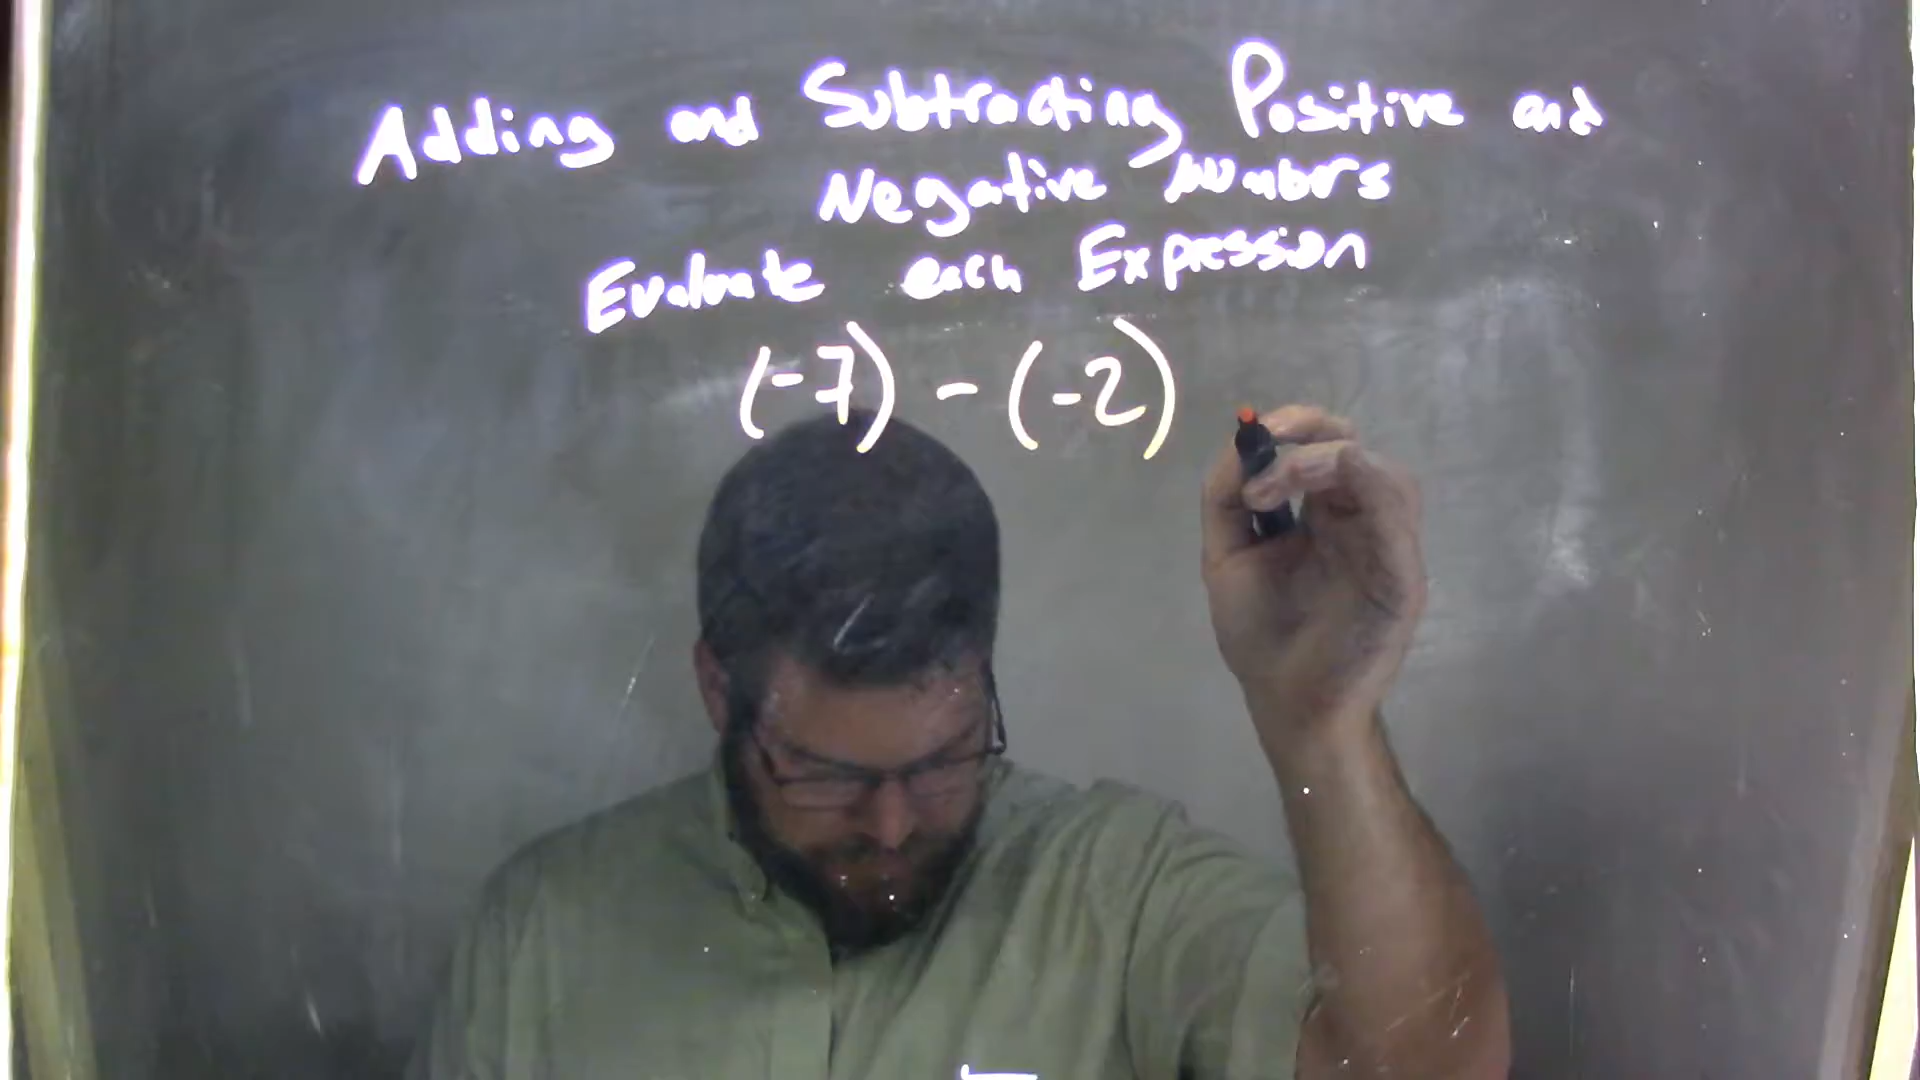 Adding and Subtracting Positive and
Negative Numbers
Evaluate each Expression
(-7) - (-2)